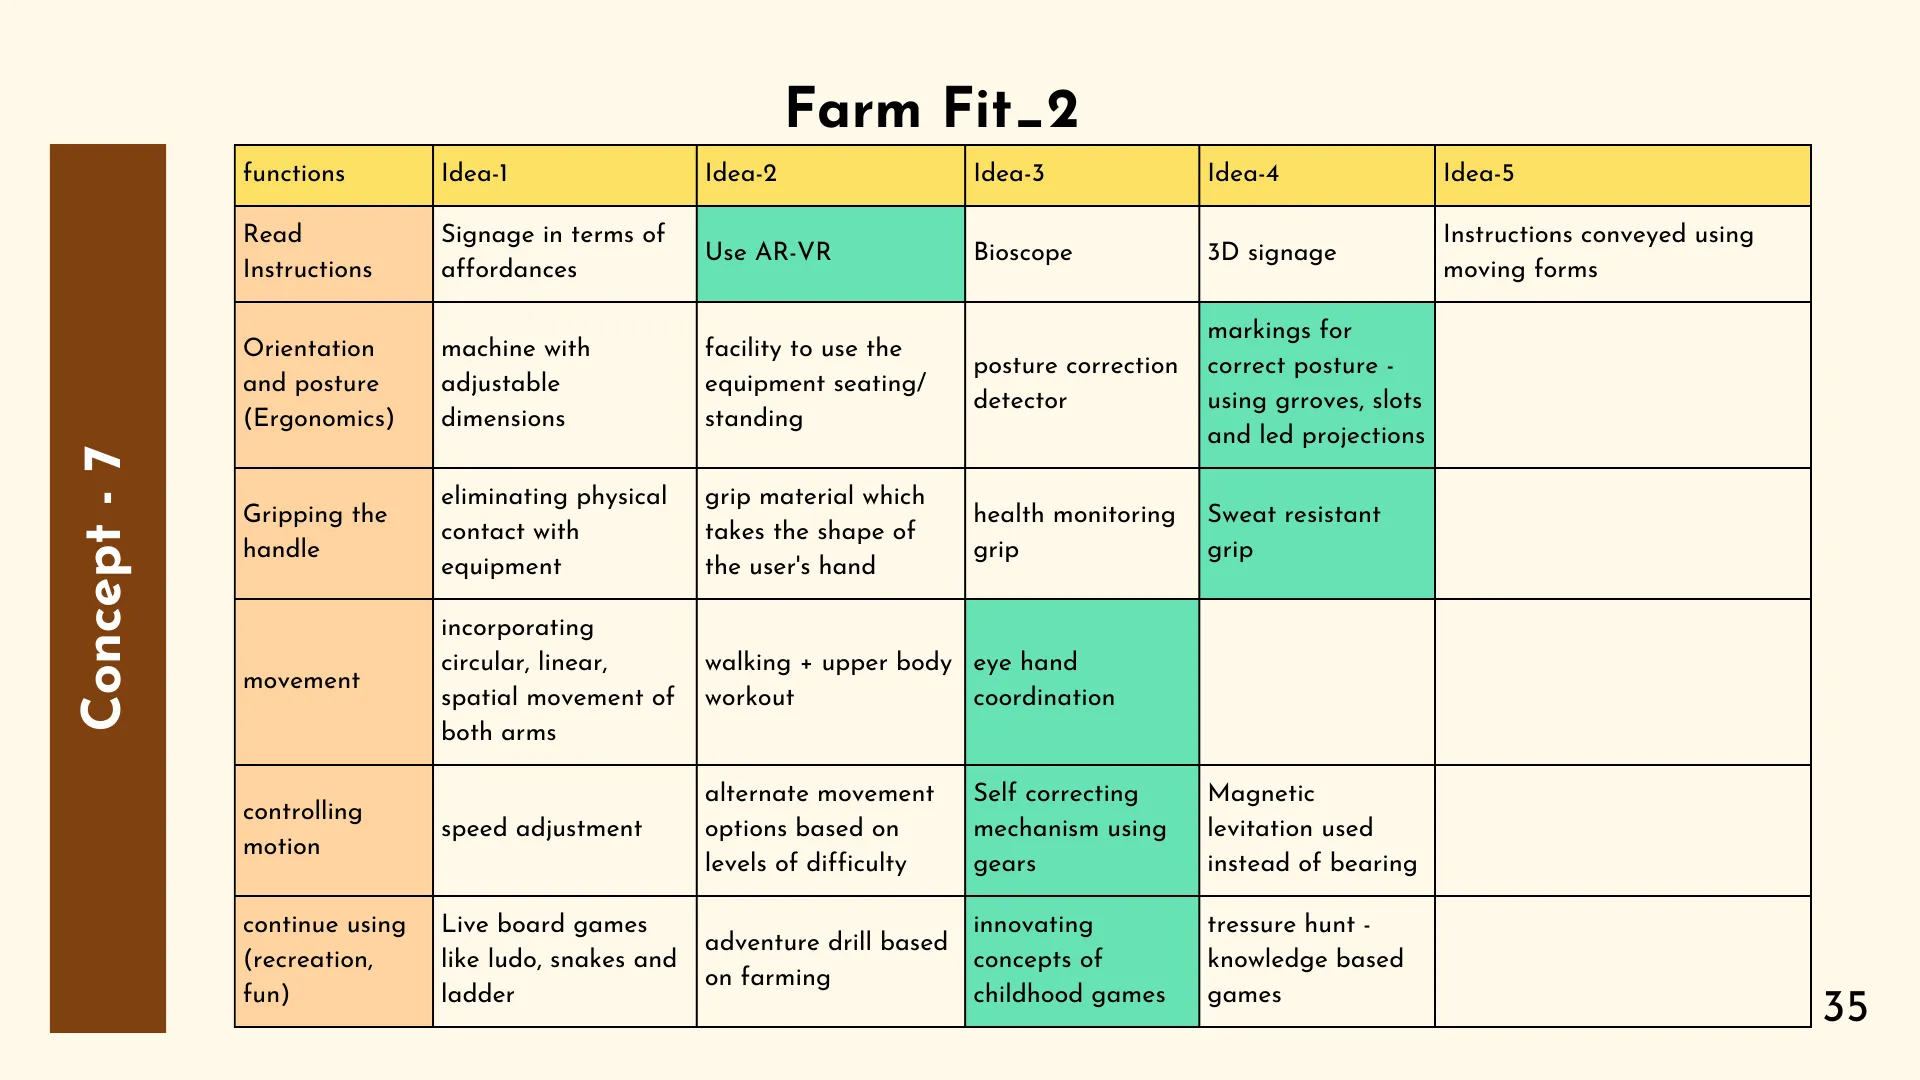 Farm Fit_2
Concept - 7
functions
Idea-1
Idea-2
Idea-3
Idea-4
Idea-5
Read
Instructions
Signage in terms of
affordances
Use AR-VR
Bioscope
3D signage
Instructions conveyed using
moving forms
Orientation
and posture
(Ergonomics)
machine with
adjustable
dimensions
facility to use the
equipment seating/
standing
posture correction
detector
markings for
correct posture -
using grroves, slots
and led projections
Gripping the
handle
eliminating physical
contact with
equipment
grip material which
takes the shape of
the user's hand
health monitoring
grip
Sweat resistant
grip
movement
incorporating
circular, linear,
spatial movement of
both arms
walking + upper body
workout
eye hand
coordination
controlling
motion
speed adjustment
alternate movement
options based on
levels of difficulty
Self correcting
mechanism using
gears
Magnetic
levitation used
instead of bearing
continue using
(recreation,
fun)
Live board games
like ludo, snakes and
ladder
adventure drill based
on farming
innovating
concepts of
childhood games
tressure hunt -
knowledge based
games
35